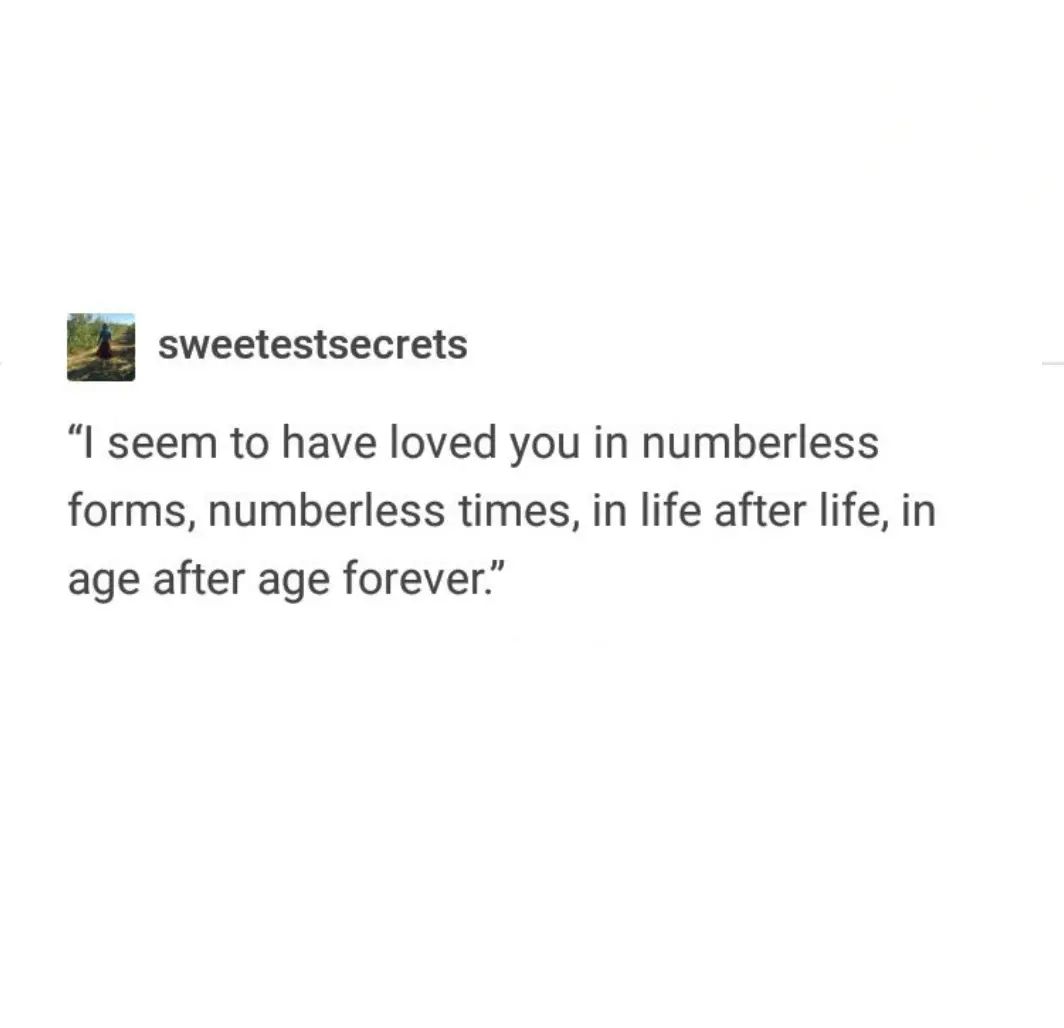 sweetestsecrets
“I seem to have loved you in numberless
forms, numberless times, in life after life, in
age after age forever.”